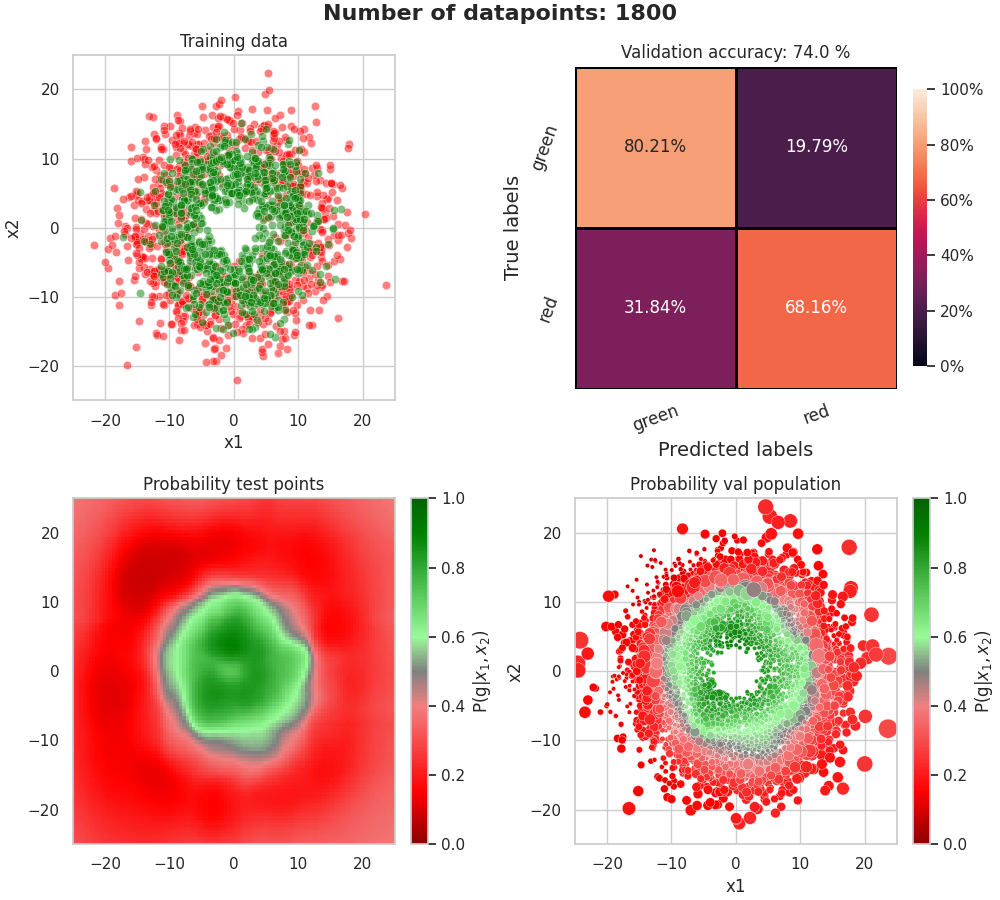 Number of datapoints: 1800
Training data
20
10
0
−10
−20
x2
−20 −10 0 10 20
x1
Validation accuracy: 74.0 %
True labels
green
80.21% 19.79%
red
31.84% 68.16%
green red
Predicted labels
100%
80%
60%
40%
20%
0%
Probability test points
20
10
0
−10
−20
−20 −10 0 10 20
1.0
0.8
0.6
0.4
0.2
0.0
P(g|x₁, x₂)
Probability val population
x2
20
10
0
−10
−20
−20 −10 0 10 20
x1
1.0
0.8
0.6
0.4
0.2
0.0
P(g|x₁, x₂)